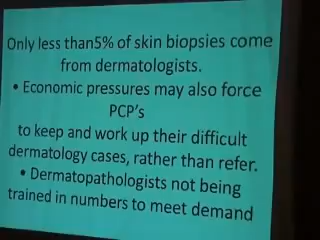 Only less than5% of skin biopsies come
from dermatologists.
• Economic pressures may also force
PCP's
to keep and work up their difficult
dermatology cases, rather than refer.
• Dermatopathologists not being
trained in numbers to meet demand